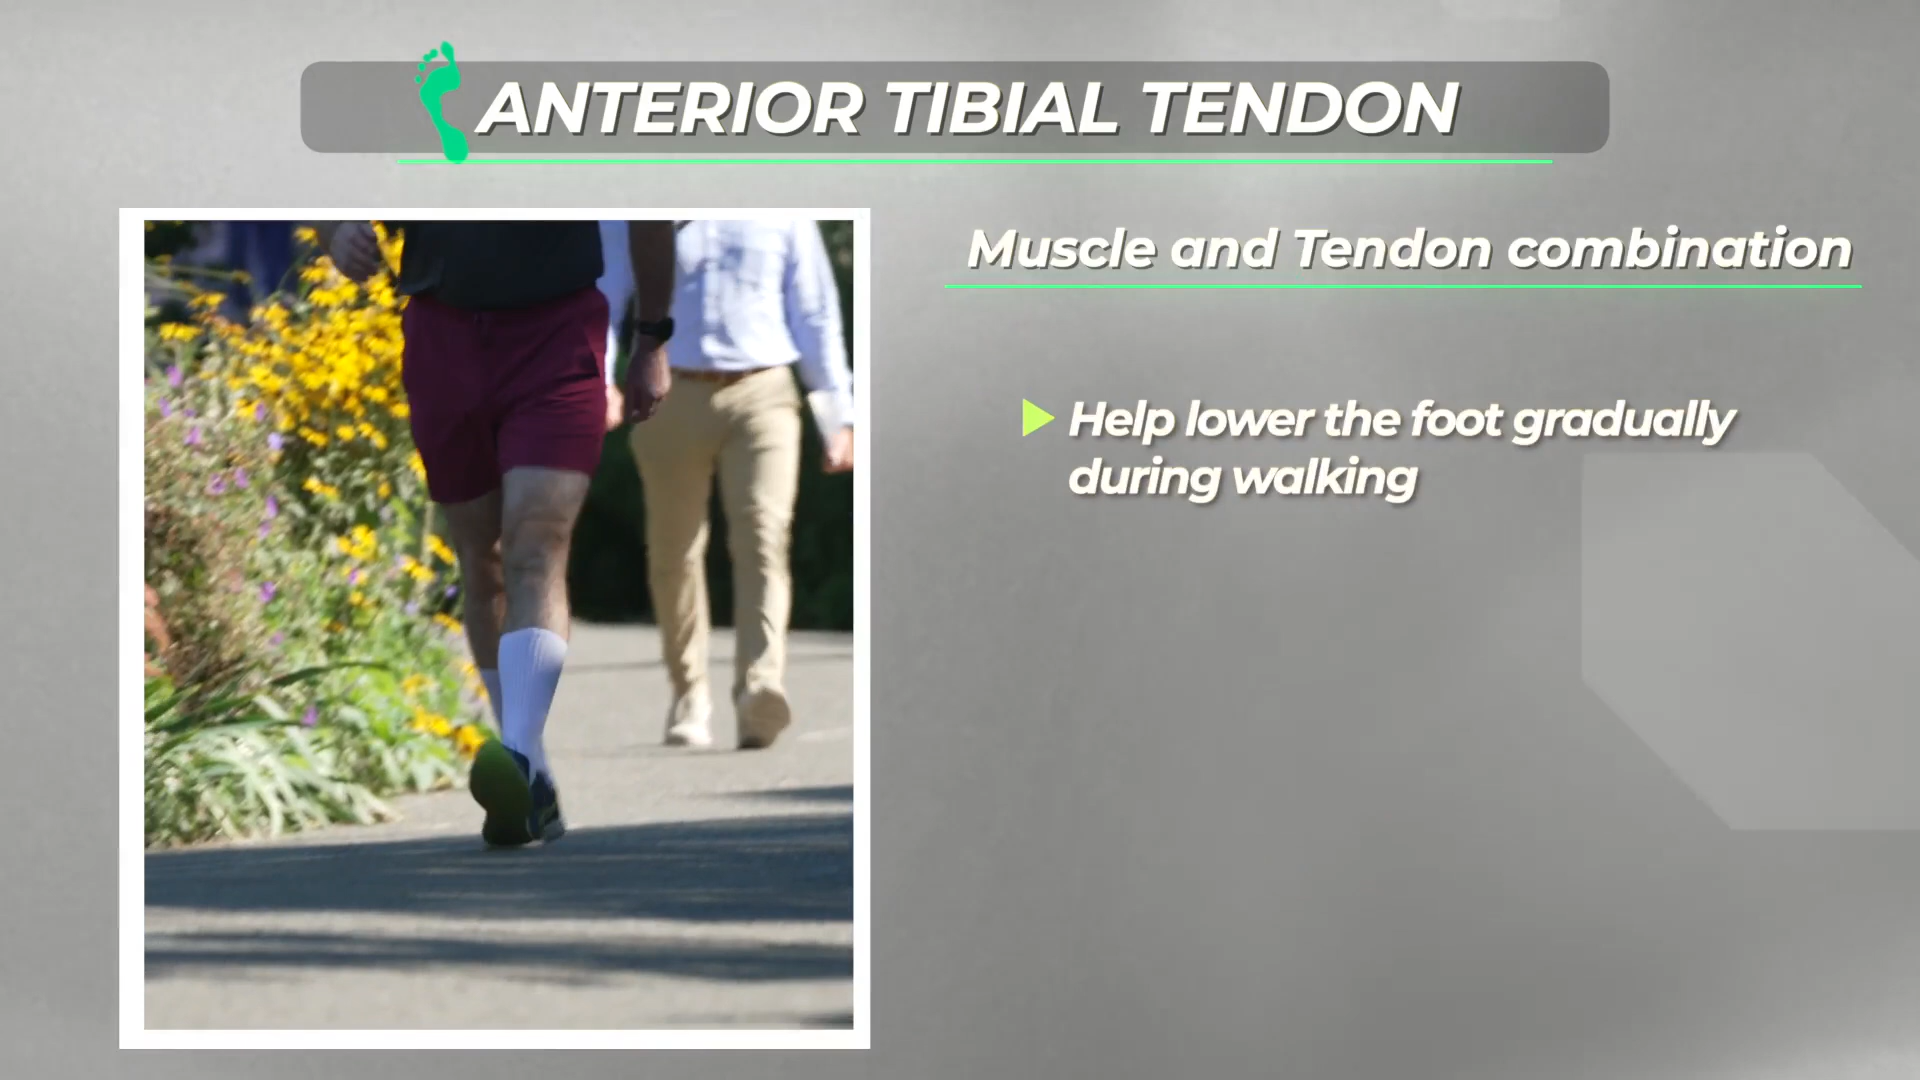 ANTERIOR TIBIAL TENDON
Muscle and Tendon combination
Help lower the foot gradually
during walking